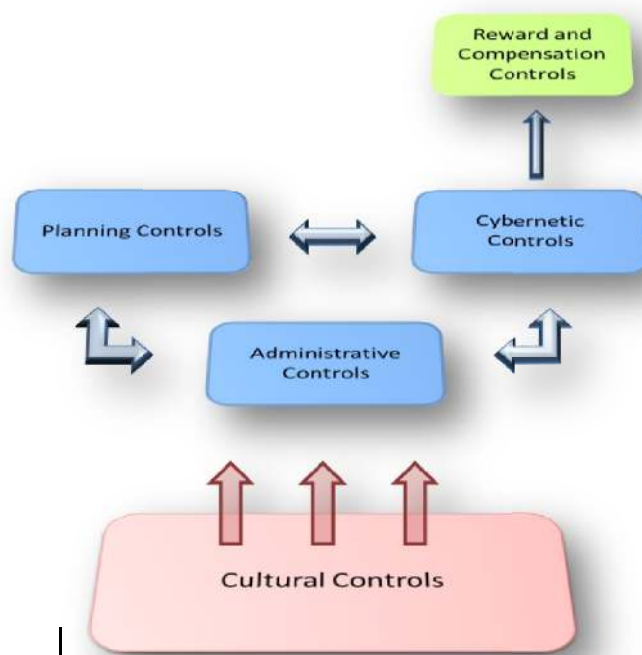 Reward and
Compensation
Controls
Planning Controls
Cybernetic
Controls
Administrative
Controls
Cultural Controls